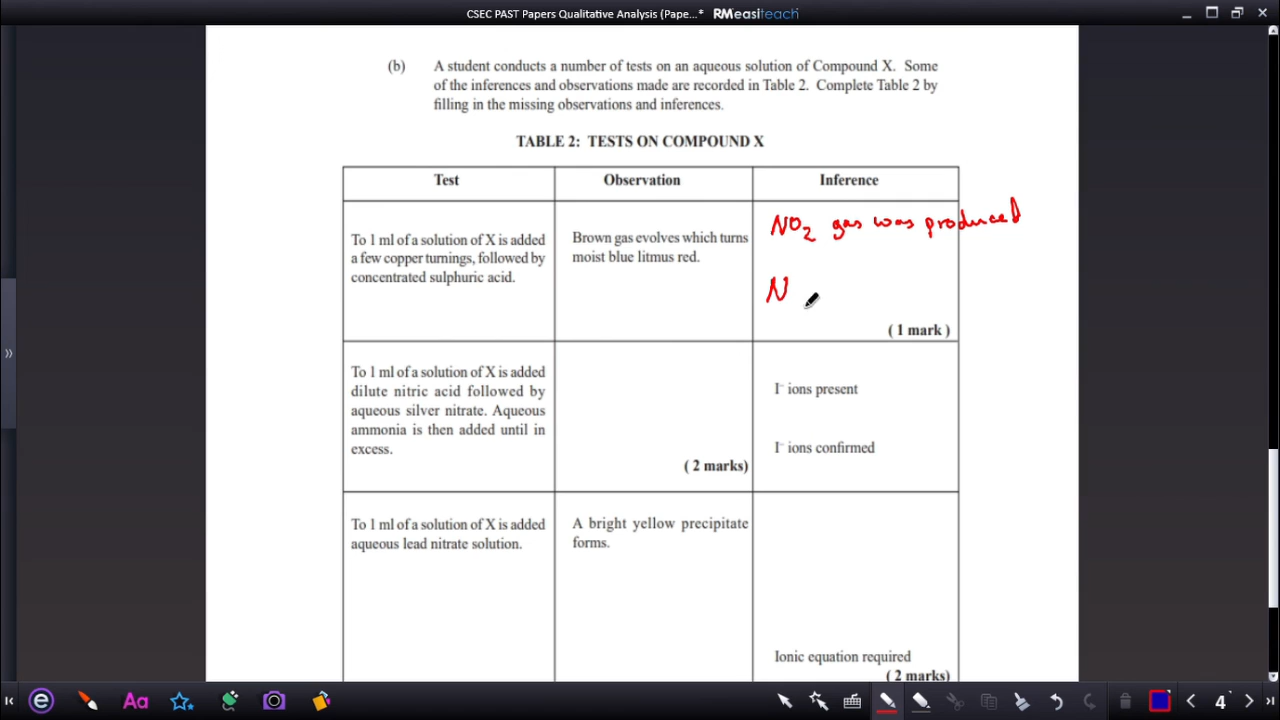 CSEC PAST Papers Qualitative Analysis (Pape...* RMeasiteach
(b) A student conducts a number of tests on an aqueous solution of Compound X. Some
of the inferences and observations made are recorded in Table 2. Complete Table 2 by
filling in the missing observations and inferences.
TABLE 2: TESTS ON COMPOUND X
Test
Observation
Inference
To 1 ml of a solution of X is added
a few copper turnings, followed by
concentrated sulphuric acid.
Brown gas evolves which turns
moist blue litmus red.
NO₂ gas was produced
N
( 1 mark )
To 1 ml of a solution of X is added
dilute nitric acid followed by
aqueous silver nitrate. Aqueous
ammonia is then added until in
excess.
( 2 marks)
I⁻ ions present
I⁻ ions confirmed
To 1 ml of a solution of X is added
aqueous lead nitrate solution.
A bright yellow precipitate
forms.
Ionic equation required
( 2 marks)
Aa
4